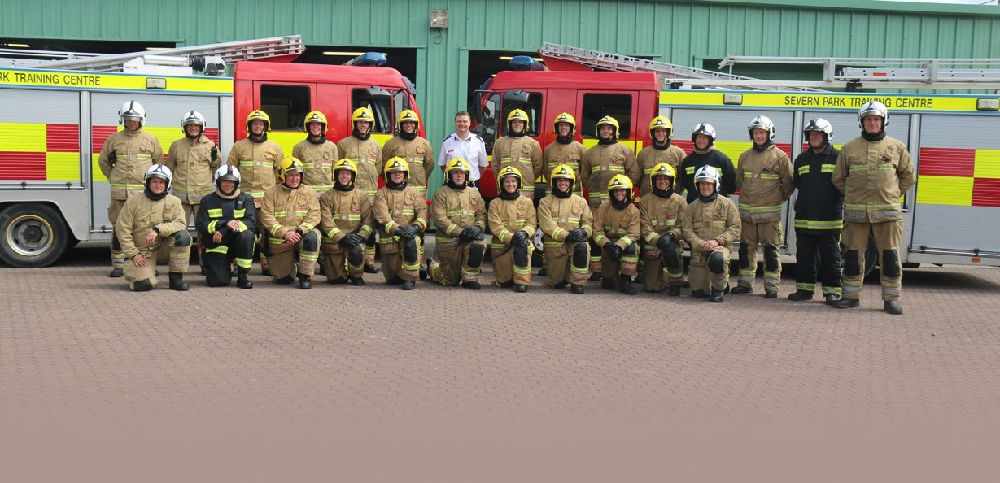 RK TRAINING CENTRE
SEVERN PARK TRAINING CENTRE